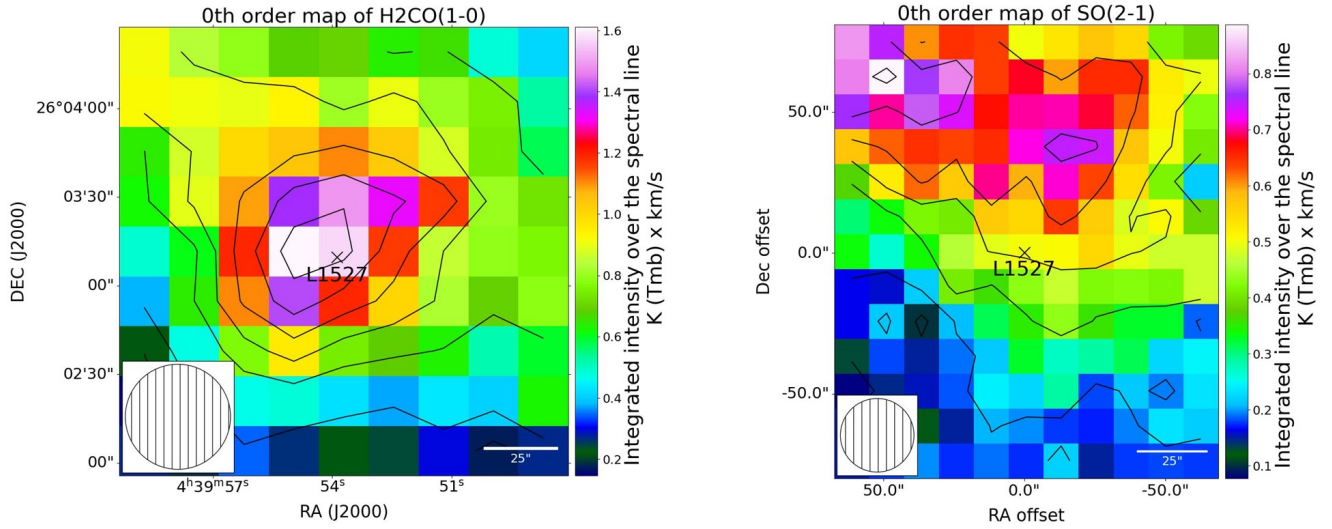 0th order map of H2CO(1-0)
DEC (J2000)
26°04'00"
03'30"
00"
02'30"
00"
L1527
25"
4ʰ39ᵐ57ˢ
54ˢ
51ˢ
RA (J2000)
1.6
1.4
1.2
1.0
0.8
0.6
0.4
0.2
Integrated intensity over the spectral line
K (Tmb) x km/s
0th order map of SO(2-1)
Dec offset
50.0"
0.0"
-50.0"
L1527
25"
50.0"
0.0"
-50.0"
RA offset
0.8
0.7
0.6
0.5
0.4
0.3
0.2
0.1
Integrated intensity over the spectral line
K (Tmb) x km/s